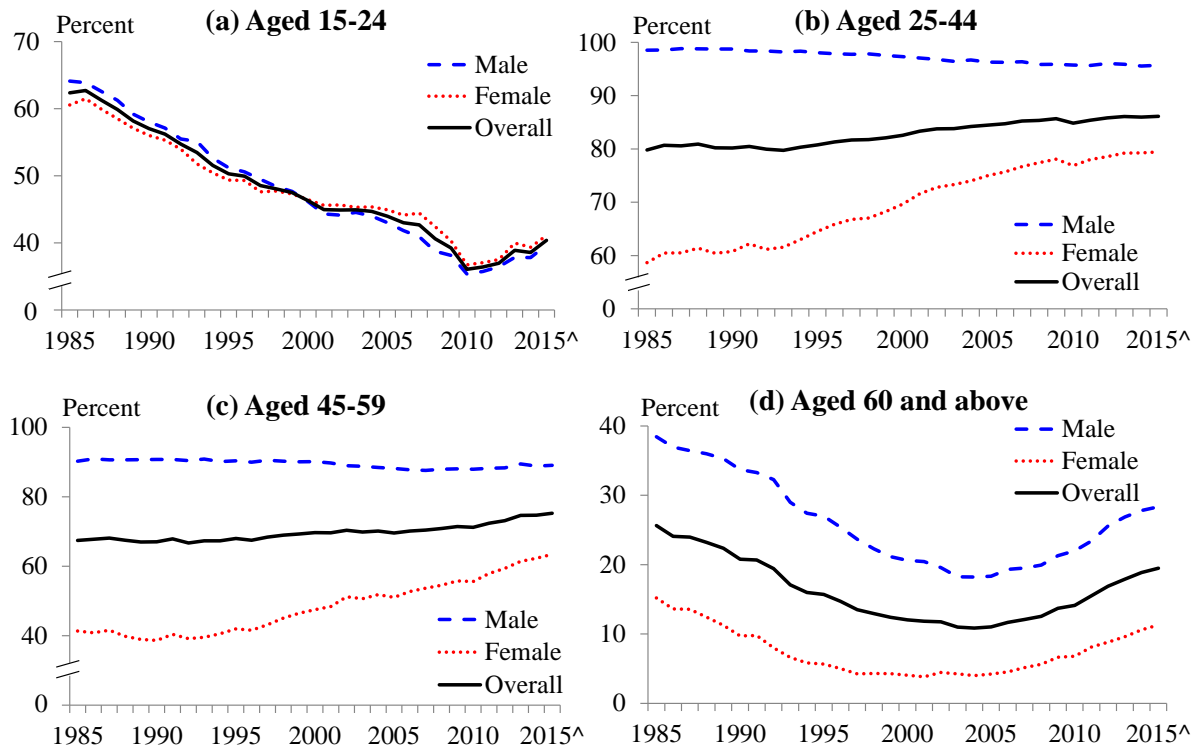 (a) Aged 15-24
Percent
70
60
50
40
0
Male
Female
Overall
1985 1990 1995 2000 2005 2010 2015^
(b) Aged 25-44
Percent
100
90
80
70
60
0
Male
Female
Overall
1985 1990 1995 2000 2005 2010 2015^
(c) Aged 45-59
Percent
100
80
60
40
0
Male
Female
Overall
1985 1990 1995 2000 2005 2010 2015^
(d) Aged 60 and above
Percent
40
30
20
10
0
Male
Female
Overall
1985 1990 1995 2000 2005 2010 2015^